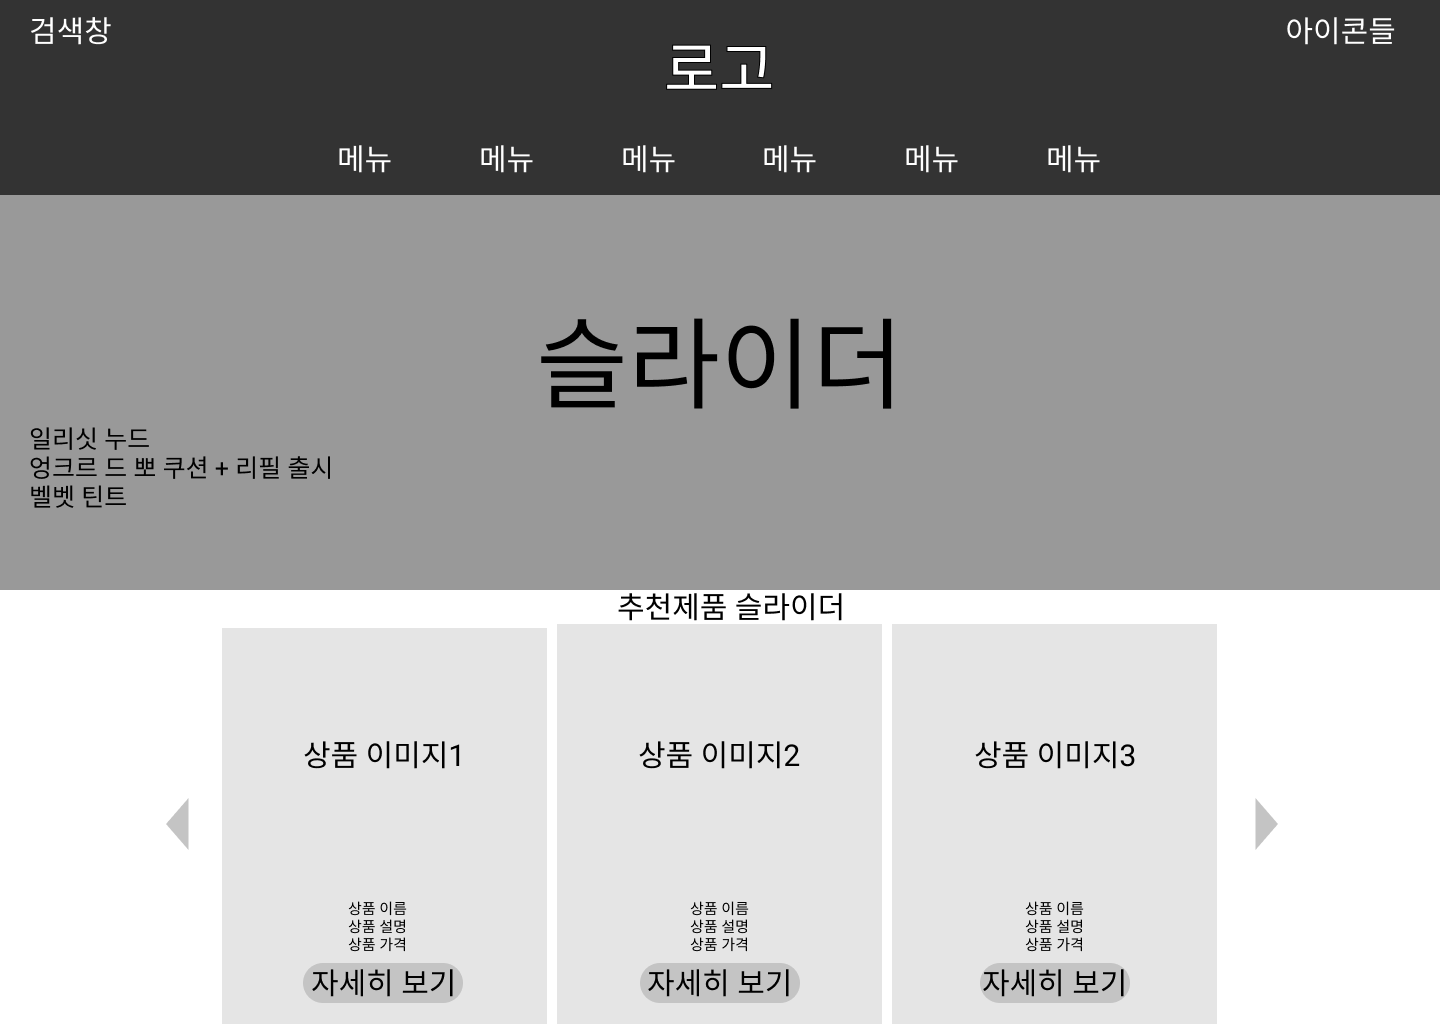 검색창
아이콘들
로고
메뉴 메뉴 메뉴 메뉴 메뉴 메뉴
슬라이더
일리싯 누드
엉크르 드 뽀 쿠션 + 리필 출시
벨벳 틴트
추천제품 슬라이더
상품 이미지1
상품 이미지2
상품 이미지3
상품 이름
상품 설명
상품 가격
자세히 보기
상품 이름
상품 설명
상품 가격
자세히 보기
상품 이름
상품 설명
상품 가격
자세히 보기